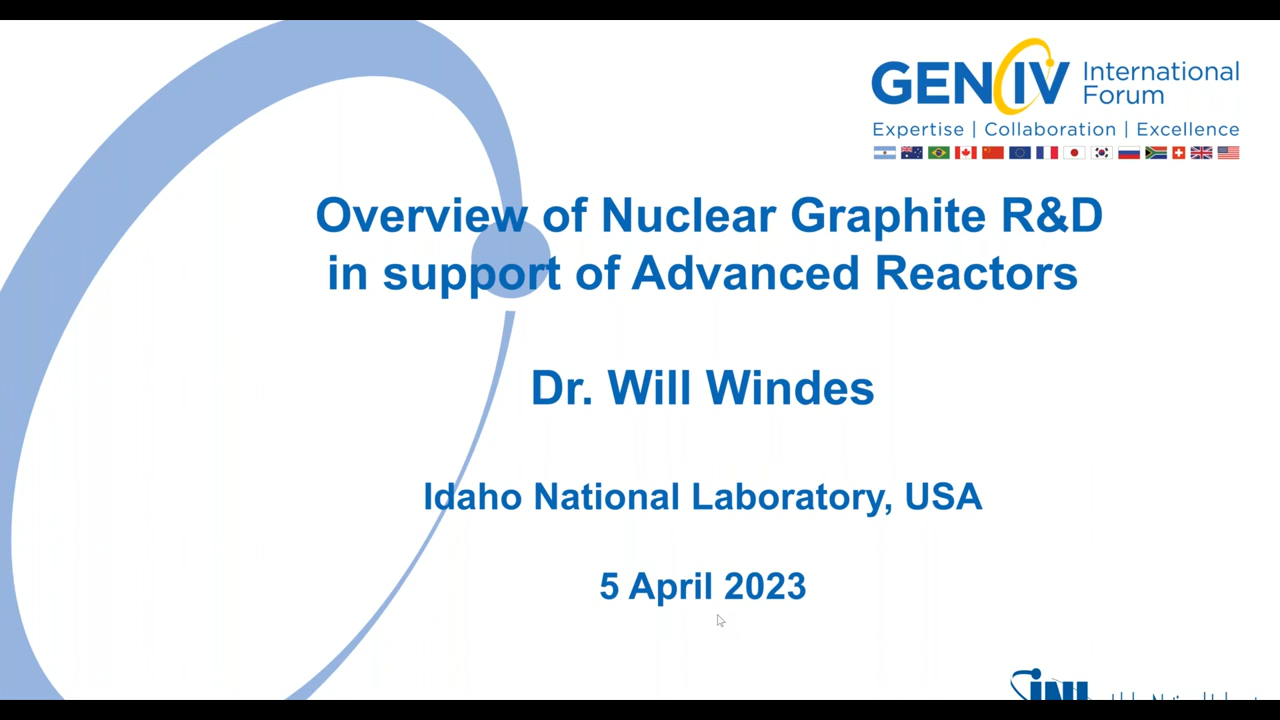 GEN IV International
Forum
Expertise | Collaboration | Excellence
Overview of Nuclear Graphite R&D
in support of Advanced Reactors
Dr. Will Windes
Idaho National Laboratory, USA
5 April 2023
INL